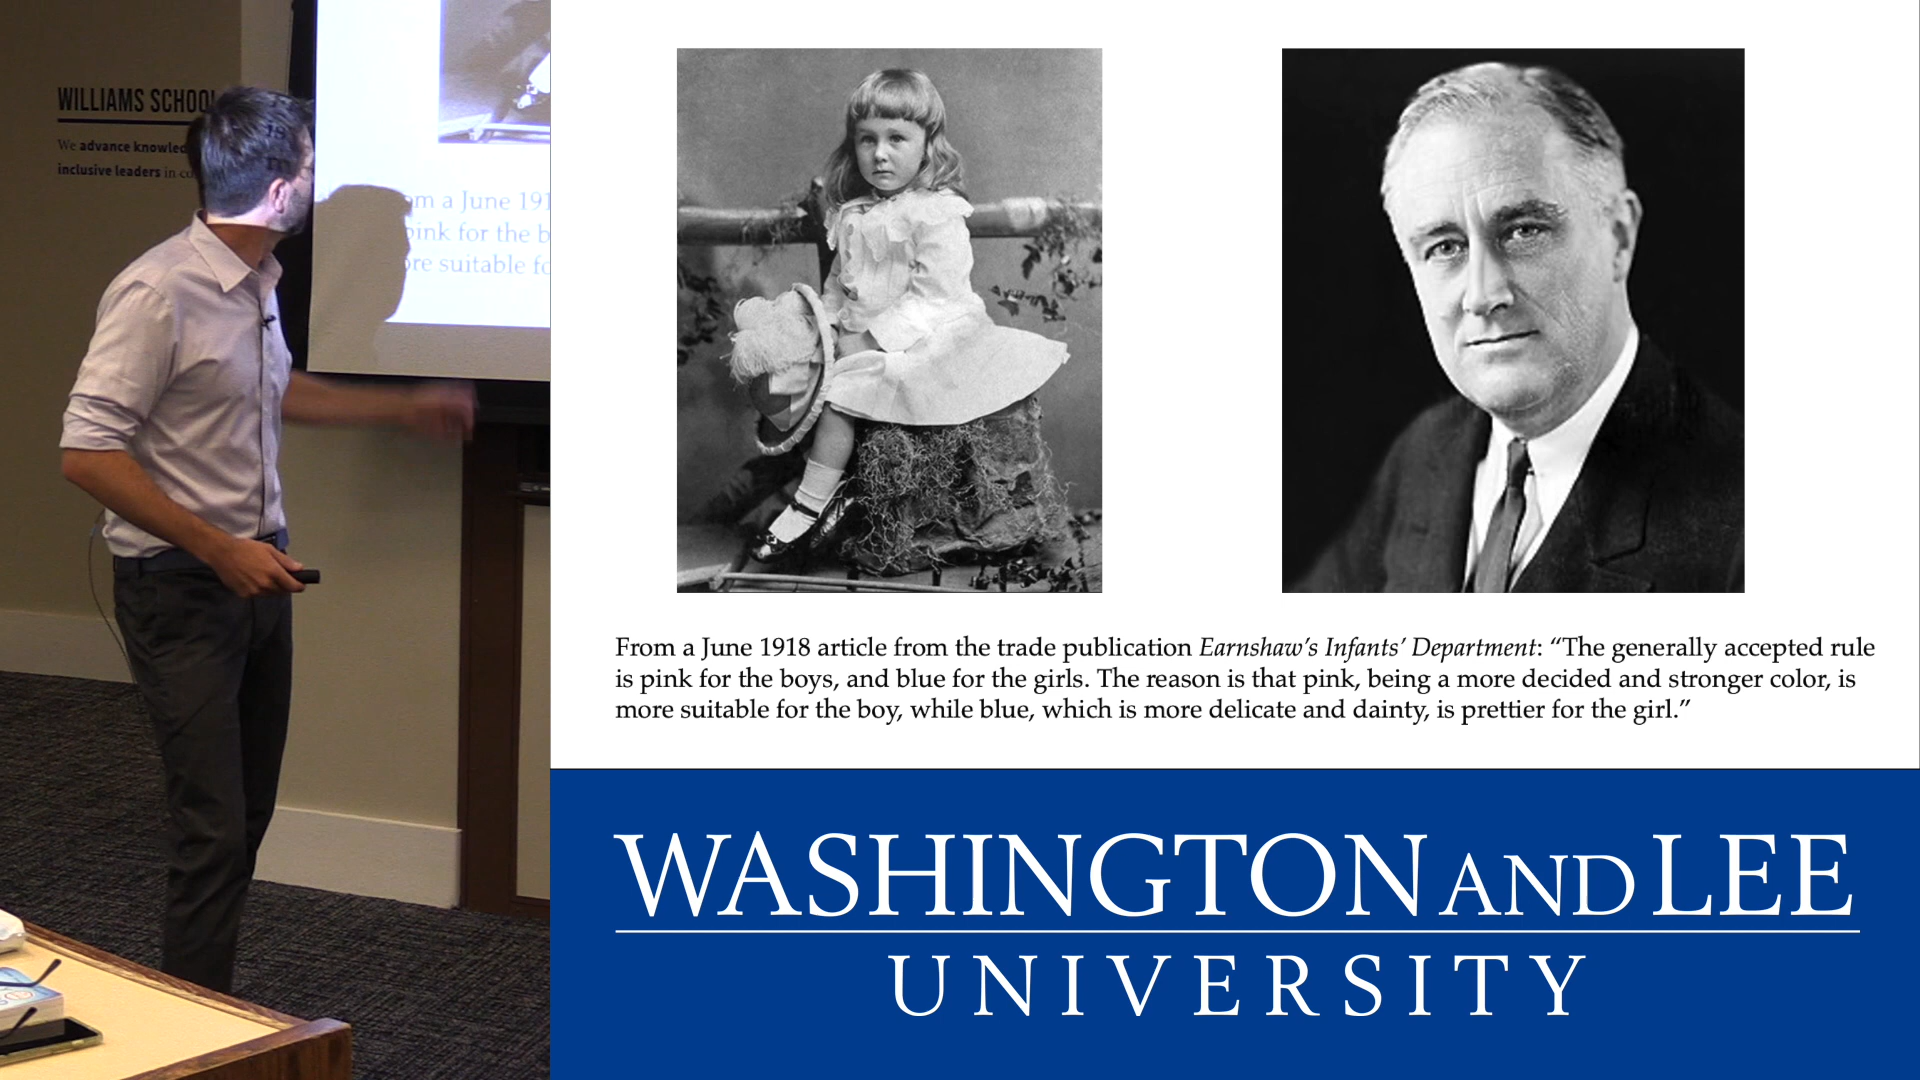 WILLIAMS SCHOOL
We advance knowled
inclusive leaders in co
om a June 191
pink for the b
ore suitable fo
From a June 1918 article from the trade publication Earnshaw's Infants' Department: “The generally accepted rule
is pink for the boys, and blue for the girls. The reason is that pink, being a more decided and stronger color, is
more suitable for the boy, while blue, which is more delicate and dainty, is prettier for the girl.”
WASHINGTON AND LEE
UNIVERSITY